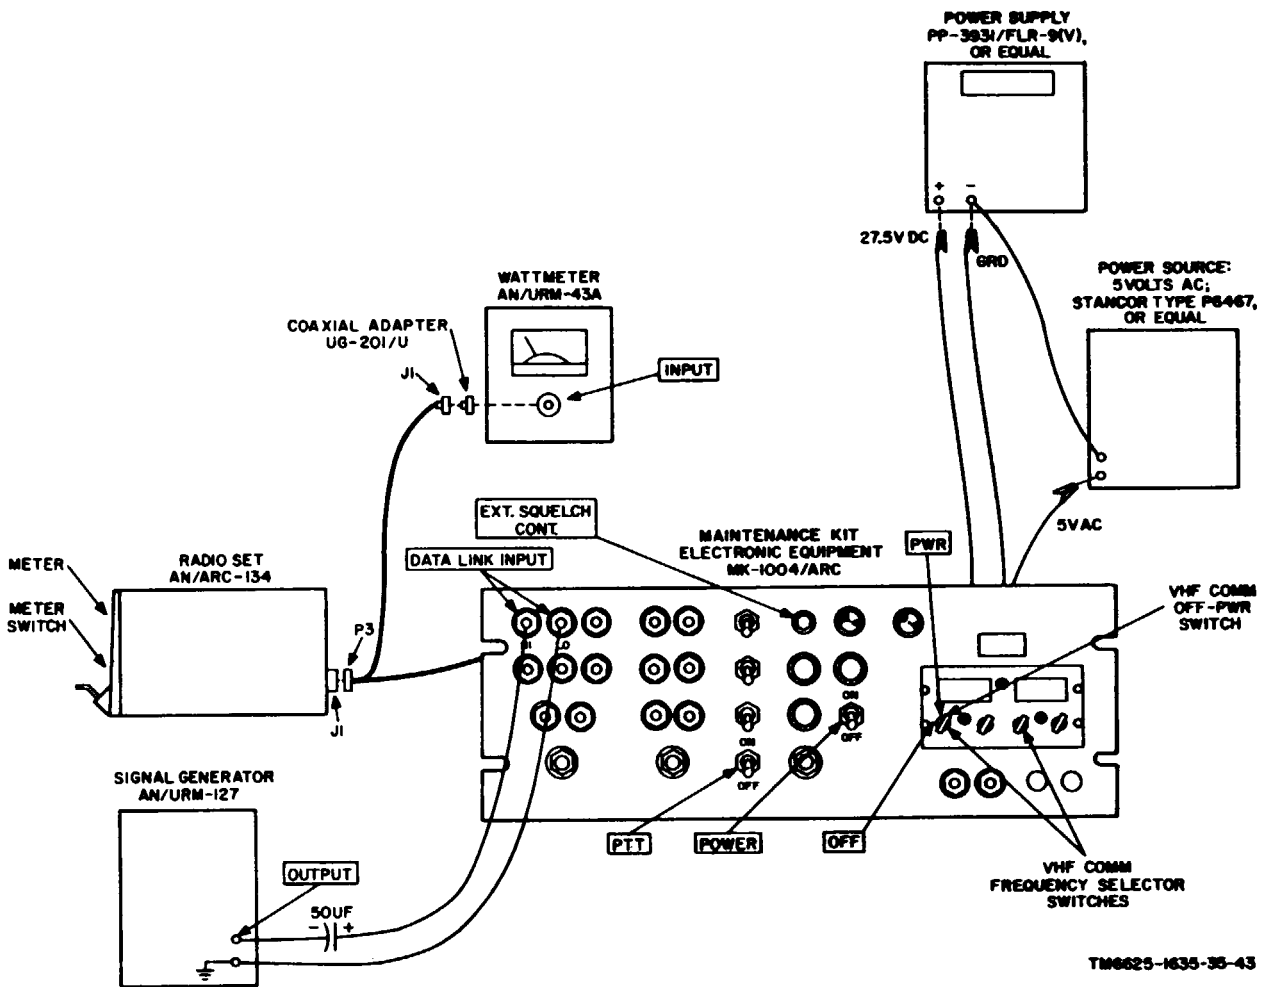 POWER SUPPLY
PP-3931/FLR-9(V),
OR EQUAL
+ -
27.5V DC
GRD
POWER SOURCE:
5VOLTS AC;
STANCOR TYPE P6467,
OR EQUAL
5VAC
WATTMETER
AN/URM-43A
COAXIAL ADAPTER
UG-201/U
J1
INPUT
EXT. SQUELCH
CONT.
DATA LINK INPUT
MAINTENANCE KIT
ELECTRONIC EQUIPMENT
MK-1004/ARC
PWR
VHF COMM
OFF-PWR
SWITCH
METER
METER
SWITCH
RADIO SET
AN/ARC-134
P3
J1
HI
LO
ON
OFF
ON
OFF
PTT
POWER
OFF
VHF COMM
FREQUENCY SELECTOR
SWITCHES
SIGNAL GENERATOR
AN/URM-127
OUTPUT
50UF
- +
TM6625-1635-35-43